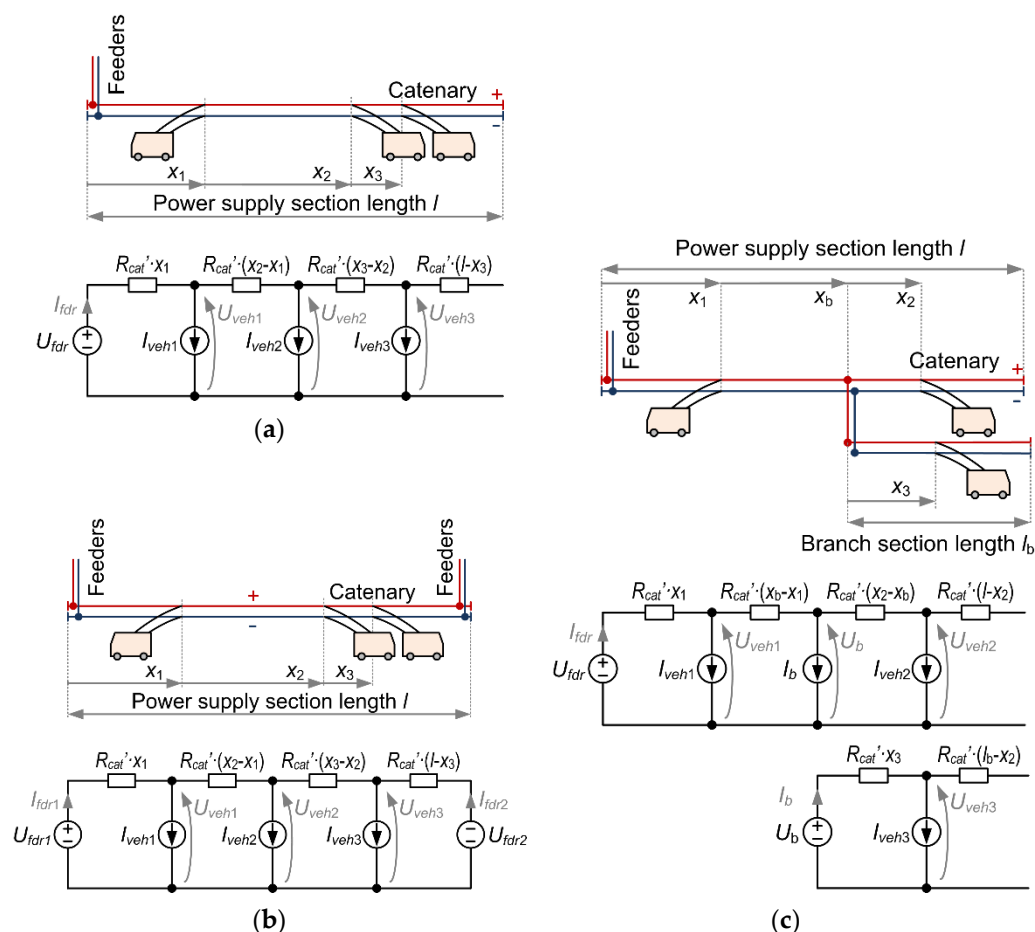 Feeders
Catenary
+
−
x1 x2 x3
Power supply section length l
Rcat'·x1 Rcat'·(x2-x1) Rcat'·(x3-x2) Rcat'·(l-x3)
Ifdr Uveh1 Uveh2 Uveh3
Ufdr Iveh1 Iveh2 Iveh3
(a)
Feeders Feeders
+ Catenary
−
x1 x2 x3
Power supply section length l
Rcat'·x1 Rcat'·(x2-x1) Rcat'·(x3-x2) Rcat'·(l-x3)
Ifdr1 Uveh1 Uveh2 Uveh3 Ifdr2
Ufdr1 Iveh1 Iveh2 Iveh3 Ufdr2
(b)
Power supply section length l
x1 xb x2
Feeders
Catenary
+
−
x3
Branch section length lb
Rcat'·x1 Rcat'·(xb-x1) Rcat'·(x2-xb) Rcat'·(l-x2)
Ifdr Uveh1 Ub Uveh2
Ufdr Iveh1 Ib Iveh2
Rcat'·x3 Rcat'·(lb-x2)
Ib Uveh3
Ub Iveh3
(c)